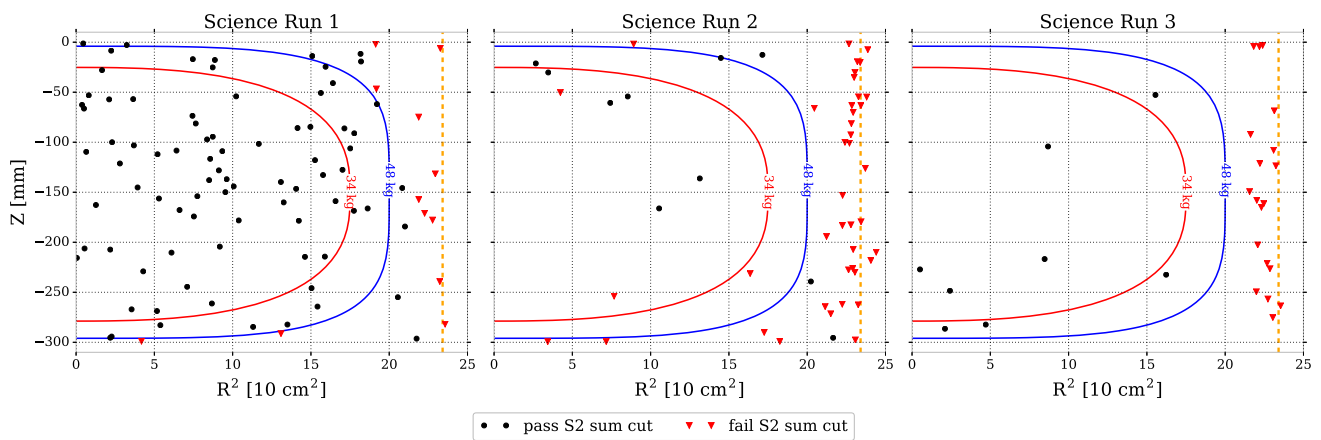 Science Run 1
Science Run 2
Science Run 3
Z [mm]
0
−50
−100
−150
−200
−250
−300
34 kg
48 kg
34 kg
48 kg
34 kg
48 kg
0 5 10 15 20 25
0 5 10 15 20 25
0 5 10 15 20 25
R² [10 cm²]
R² [10 cm²]
R² [10 cm²]
pass S2 sum cut
fail S2 sum cut